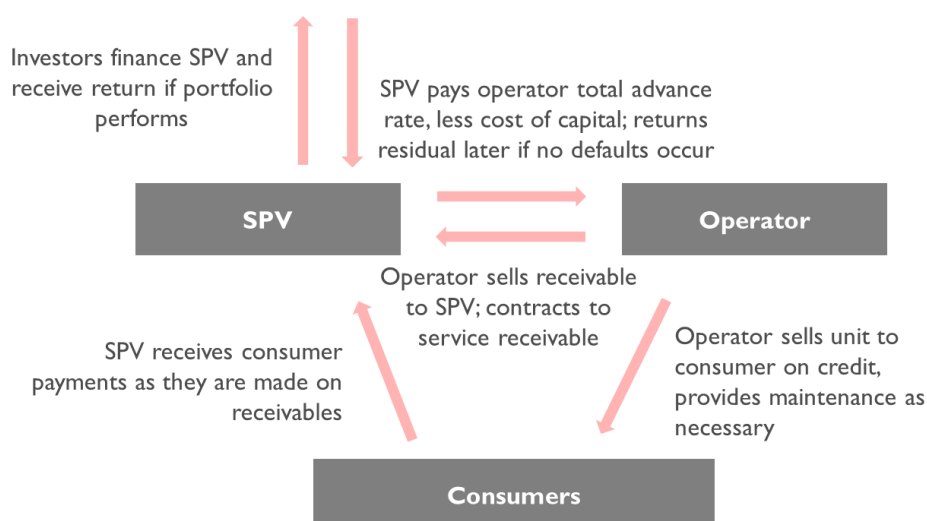 Investors finance SPV and
receive return if portfolio
performs
SPV pays operator total advance
rate, less cost of capital; returns
residual later if no defaults occur
SPV
Operator
Operator sells receivable
to SPV; contracts to
service receivable
SPV receives consumer
payments as they are made on
receivables
Operator sells unit to
consumer on credit,
provides maintenance as
necessary
Consumers